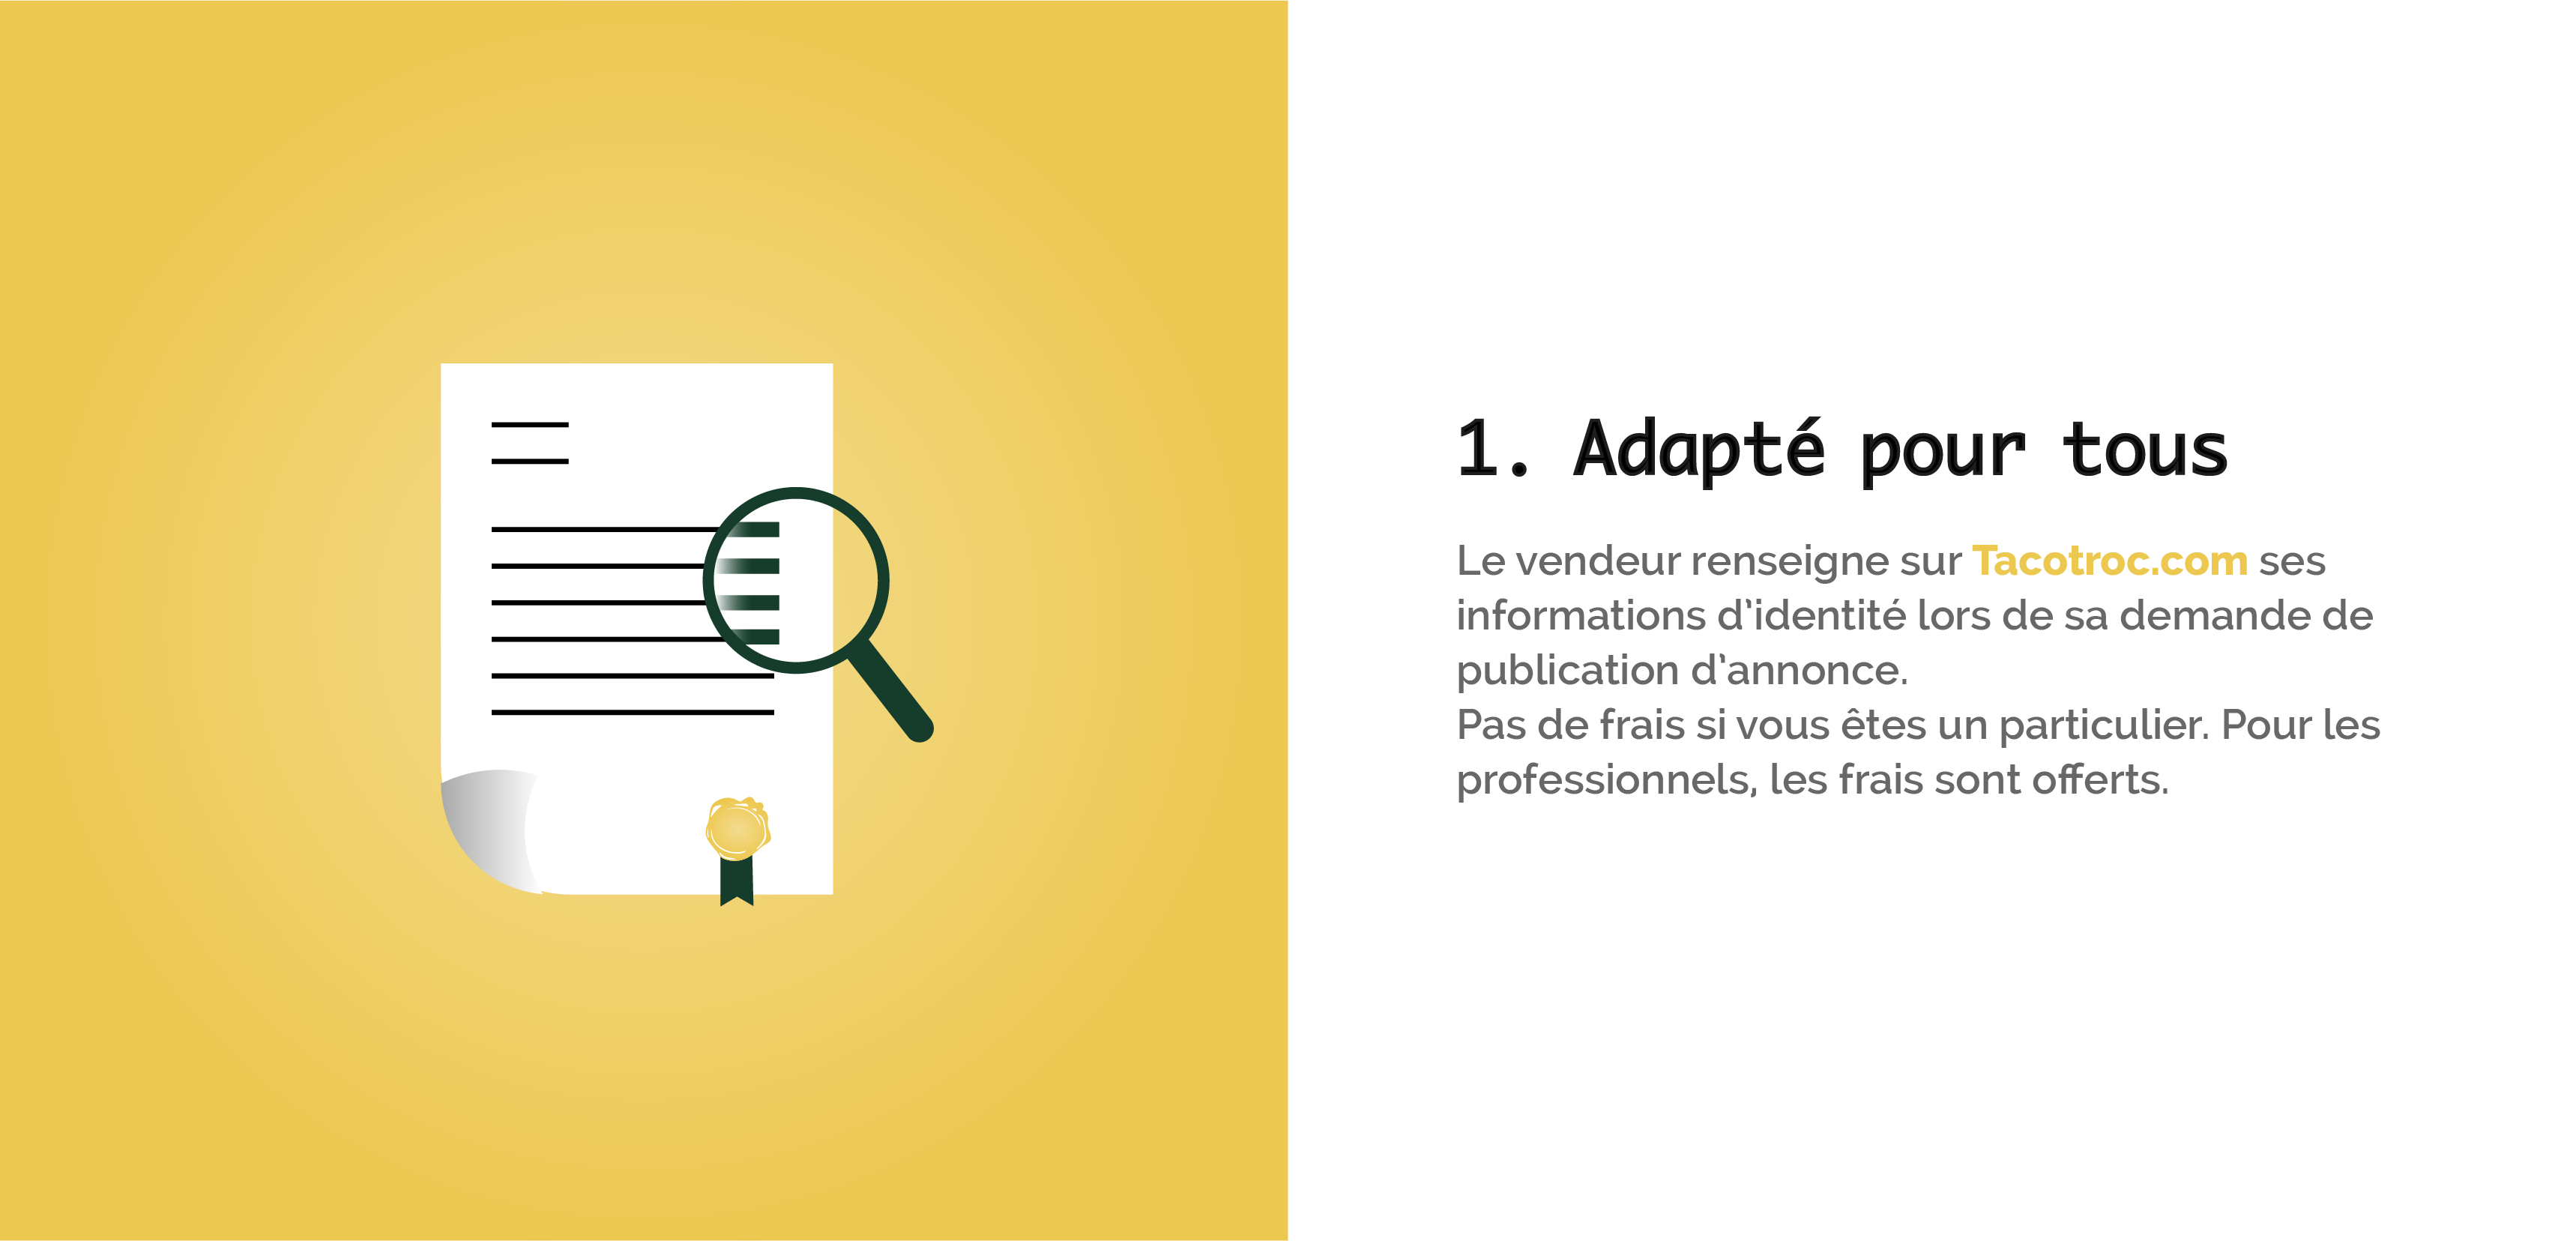 1. Adapté pour tous
Le vendeur renseigne sur Tacotroc.com ses
informations d’identité lors de sa demande de
publication d’annonce.
Pas de frais si vous êtes un particulier. Pour les
professionnels, les frais sont offerts.